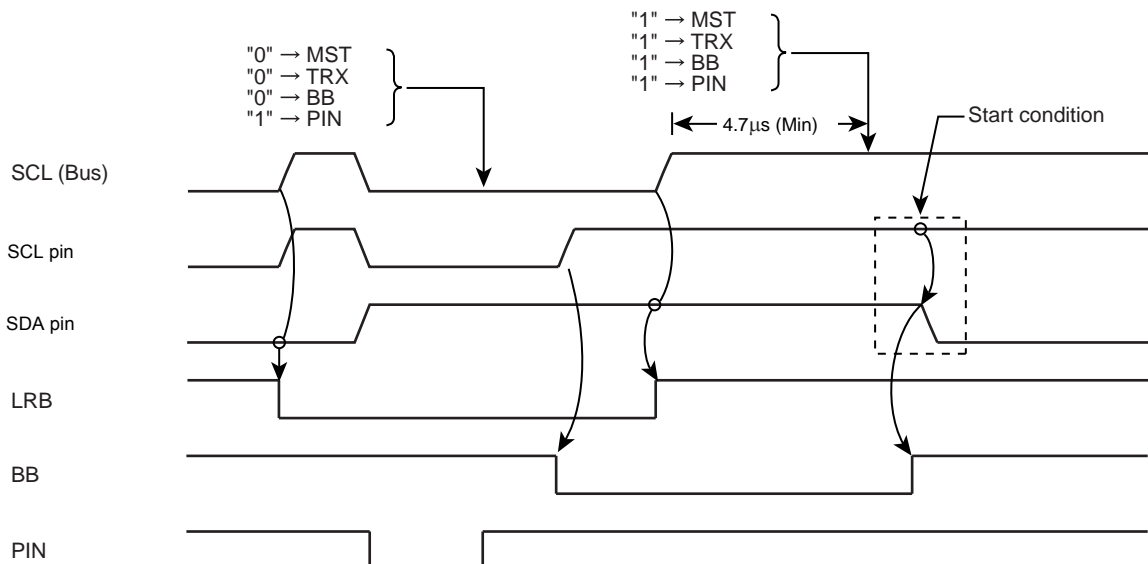 "0" → MST
"0" → TRX
"0" → BB
"1" → PIN
"1" → MST
"1" → TRX
"1" → BB
"1" → PIN
4.7μs (Min)
Start condition
SCL (Bus)
SCL pin
SDA pin
LRB
BB
PIN